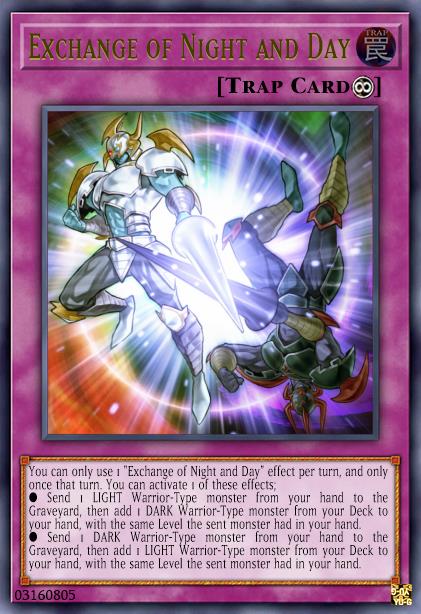 Exchange of Night and Day
TRAP
罠
[Trap Card]
You can only use 1 "Exchange of Night and Day" effect per turn, and only
once that turn. You can activate 1 of these effects;
● Send 1 LIGHT Warrior-Type monster from your hand to the
Graveyard, then add 1 DARK Warrior-Type monster from your Deck to
your hand, with the same Level the sent monster had in your hand.
● Send 1 DARK Warrior-Type monster from your hand to the
Graveyard, then add 1 LIGHT Warrior-Type monster from your Deck to
your hand, with the same Level the sent monster had in your hand.
03160805